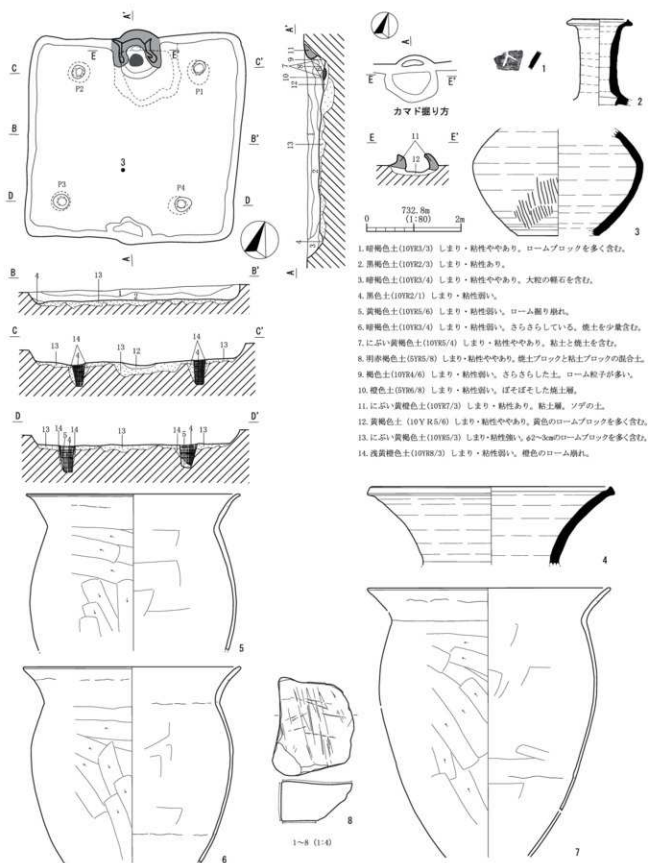 A'
E
E'
C
C'
P2
P1
B
B'
3
D
P3
P4
D
A
B
4
13
B'
1
2
C
14
13
13
12
14
C'
4
4
D
13
14
5
4
14
13
14
5
4
13
D'
A'
11
9
7
8
10
12
1
13
2
4
3
A
A
E
E'
カマド掘り方
E
11
E'
12
732.8m
0
(1:80)
2m
1
2
3
1.暗褐色土(10YR3/3) しまり・粘性ややあり。ロームブロックを多く含む。
2.黒褐色土(10YR2/3) しまり・粘性あり。
3.暗褐色土(10YR3/4) しまり・粘性ややあり。大粒の軽石を含む。
4.黒色土(10YR2/1) しまり・粘性弱い。
5.黄褐色土(10YR5/6) しまり・粘性弱い。ローム掘り崩れ。
6.暗褐色土(10YR3/4) しまり・粘性弱い。さらさらしている。焼土を少量含む。
7.にぶい黄褐色土(10YR5/4) しまり・粘性ややあり。粘土と焼土を含む。
8.明赤褐色土(5YR5/8) しまり・粘性ややあり。焼土ブロックと粘土ブロックの混合土。
9.褐色土(10YR4/6) しまり・粘性弱い。さらさらした土。ローム粒子が多い。
10.橙色土(5YR6/8) しまり・粘性弱い。ぼそぼそした焼土層。
11.にぶい黄橙色土(10YR7/3) しまり・粘性あり。粘土層。ソデの土。
12.黄褐色土(10YR5/6) しまり・粘性ややあり。黄色のロームブロックを多く含む。
13.にぶい黄褐色土(10YR5/3) しまり・粘性強い。φ2〜3cmのロームブロックを多く含む。
14.浅黄橙色土(10YR8/3) しまり・粘性弱い。橙色のローム崩れ。
4
5
6
7
8
1〜8 (1:4)